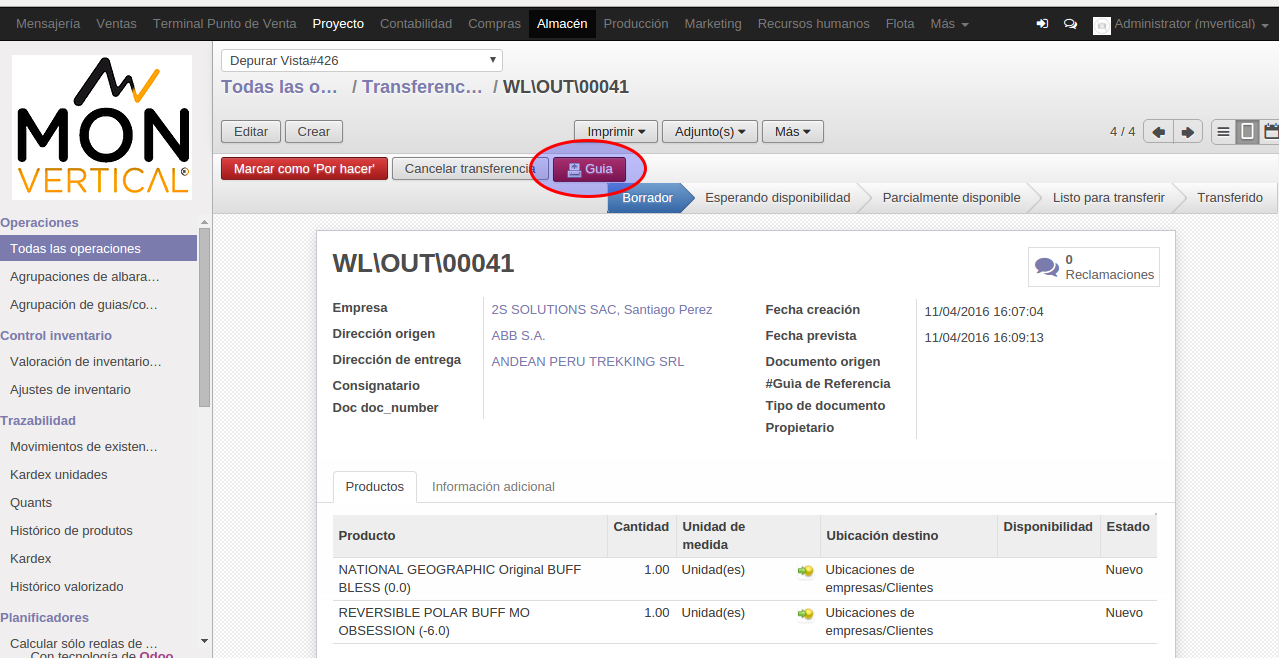 Mensajería Ventas Terminal Punto de Venta Proyecto Contabilidad Compras Almacén Producción Marketing Recursos humanos Flota Más Administrator (mvertical)
MON
VERTICAL
Operaciones
Todas las operaciones
Agrupaciones de albara…
Agrupación de guias/co…
Control inventario
Valoración de inventario…
Ajustes de inventario
Trazabilidad
Movimientos de existen…
Kardex unidades
Quants
Histórico de productos
Kardex
Histórico valorizado
Planificadores
Calcular sólo reglas de …
Con tecnología de Odoo
Depurar Vista#426
Todas las o… / Transferenc… / WL\OUT\00041
Editar Crear Imprimir Adjunto(s) Más 4 / 4
Marcar como 'Por hacer' Cancelar transferencia Guia
Borrador Esperando disponibilidad Parcialmente disponible Listo para transferir Transferido
WL\OUT\00041
0
Reclamaciones
Empresa 2S SOLUTIONS SAC, Santiago Perez
Dirección origen ABB S.A.
Dirección de entrega ANDEAN PERU TREKKING SRL
Consignatario
Doc doc_number
Fecha creación 11/04/2016 16:07:04
Fecha prevista 11/04/2016 16:09:13
Documento origen
#Guìa de Referencia
Tipo de documento
Propietario
Productos Información adicional
Producto Cantidad Unidad de medida Ubicación destino Disponibilidad Estado
NATIONAL GEOGRAPHIC Original BUFF 1.00 Unidad(es) Ubicaciones de Nuevo
BLESS (0.0) empresas/Clientes
REVERSIBLE POLAR BUFF MO 1.00 Unidad(es) Ubicaciones de Nuevo
OBSESSION (-6.0) empresas/Clientes